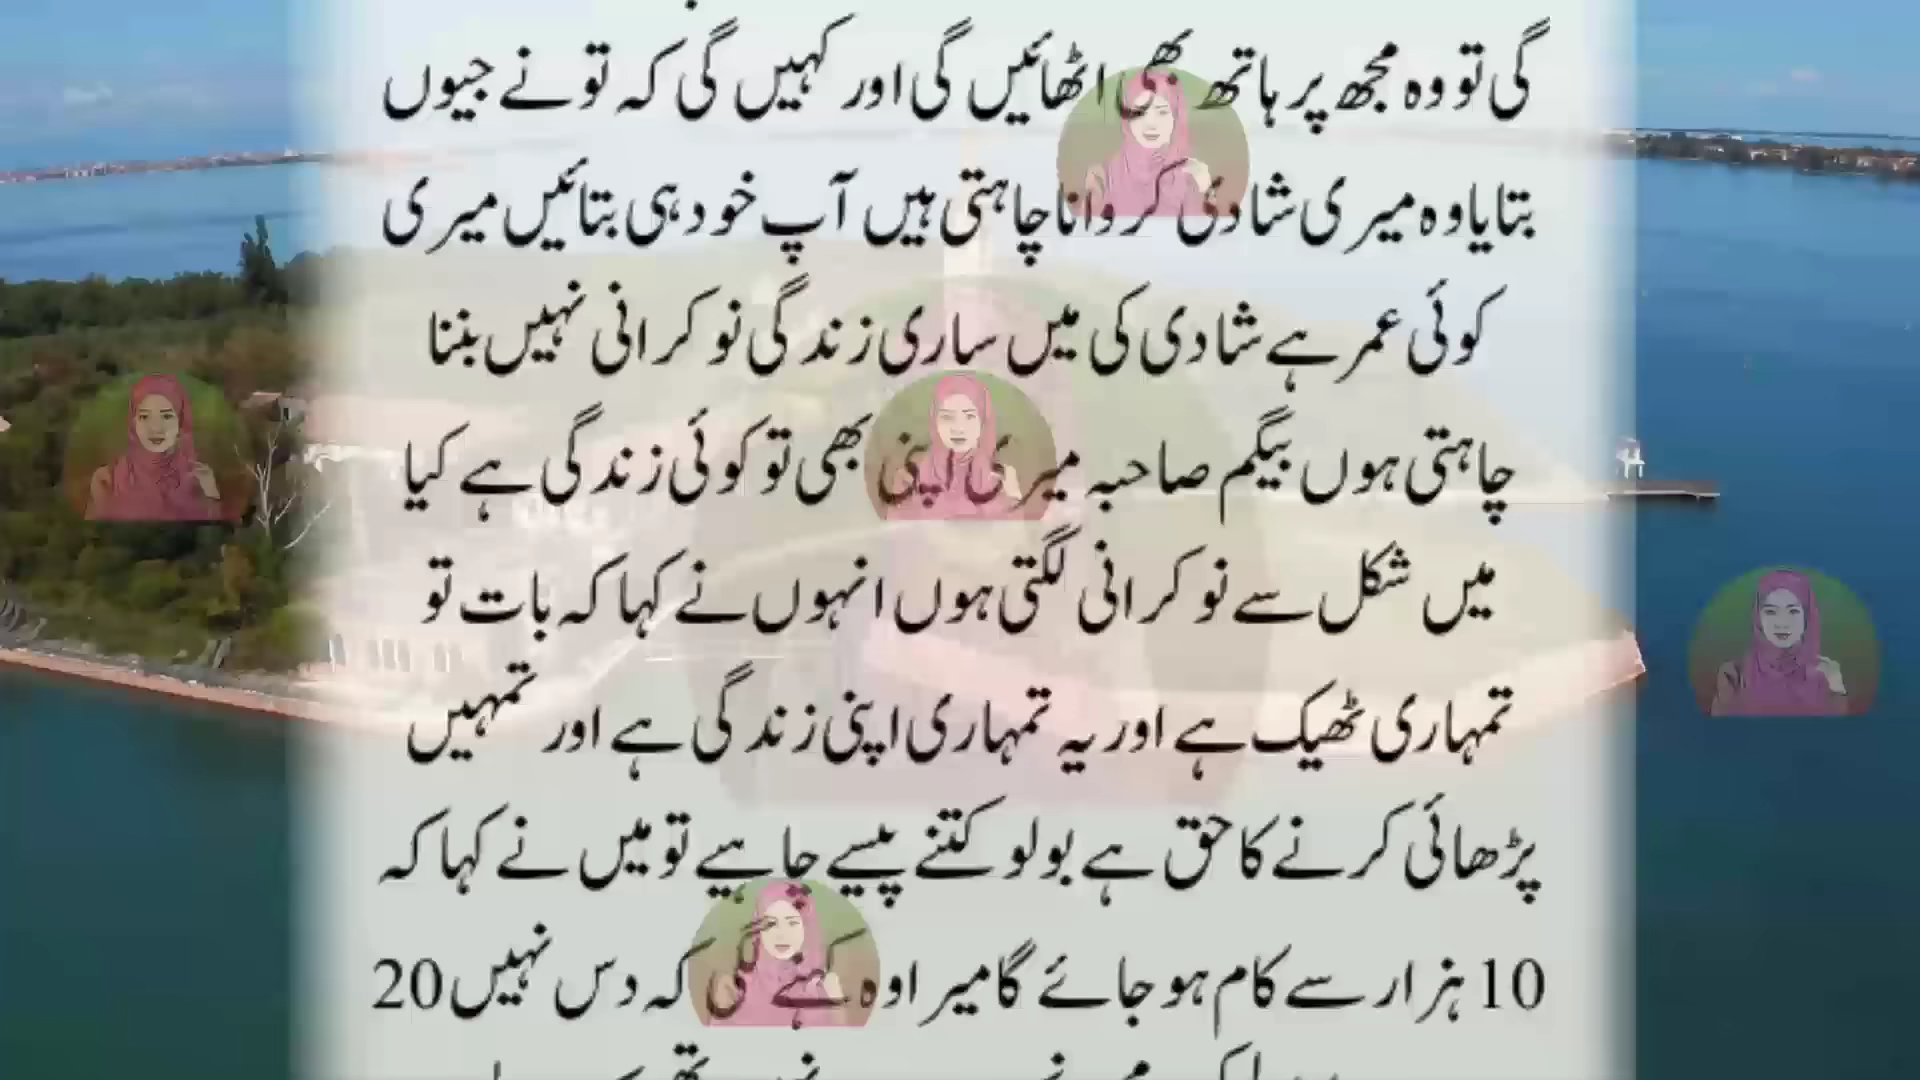 گی تو وہ مجھ پر ہاتھ بھی اٹھائیں گی اور کہیں گی کہ تو نے جیوں
بتایا وہ میری شادی کروانا چاہتی ہیں آپ خود ہی بتائیں میری
کوئی عمر ہے شادی کی میں ساری زندگی نوکرانی نہیں بننا
چاہتی ہوں بیگم صاحبہ میری اپنی بھی تو کوئی زندگی ہے کیا
میں شکل سے نوکرانی لگتی ہوں انہوں نے کہا کہ بات تو
تمہاری ٹھیک ہے اور یہ تمہاری اپنی زندگی ہے اور تمہیں
پڑھائی کرنے کا حق ہے بولو کتنے پیسے چاہیے تو میں نے کہا کہ
10 ہزار سے کام ہو جائے گا میرا وہ کہنے لگی کہ دس نہیں 20